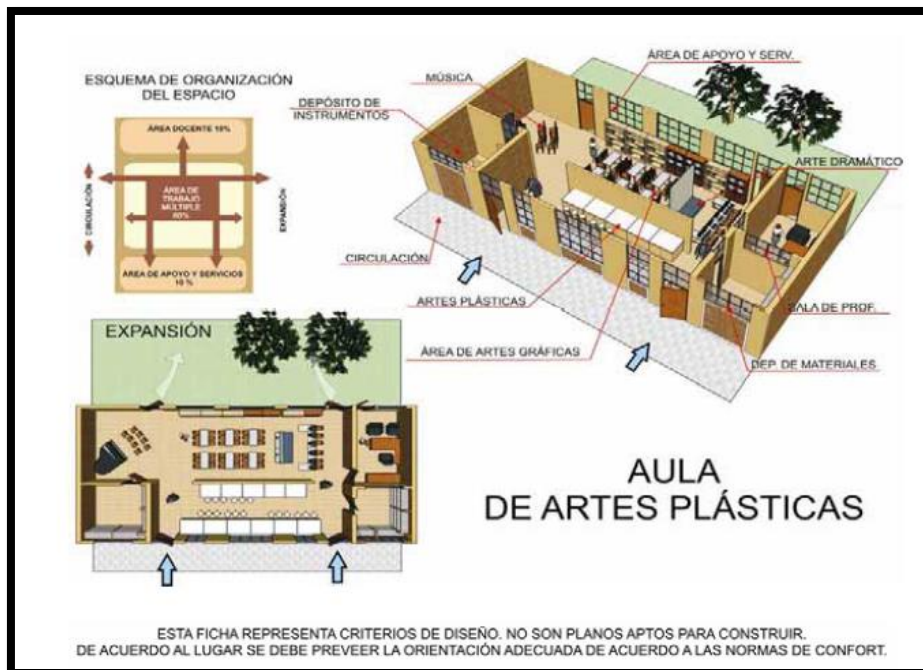 ESQUEMA DE ORGANIZACIÓN
DEL ESPACIO
ÁREA DOCENTE 10%
CIRCULACIÓN
ÁREA DE
TRABAJO
MÚLTIPLE
EXPANSIÓN
ÁREA DE APOYO Y SERVICIOS
10 %
ÁREA DE APOYO Y SERV.
MÚSICA
DEPÓSITO DE
INSTRUMENTOS
ARTE DRAMÁTICO
CIRCULACIÓN
ARTES PLÁSTICAS
SALA DE PROF.
ÁREA DE ARTES GRÁFICAS
DEP. DE MATERIALES
EXPANSIÓN
AULA
DE ARTES PLÁSTICAS
ESTA FICHA REPRESENTA CRITERIOS DE DISEÑO. NO SON PLANOS APTOS PARA CONSTRUIR.
DE ACUERDO AL LUGAR SE DEBE PREVEER LA ORIENTACIÓN ADECUADA DE ACUERDO A LAS NORMAS DE CONFORT.